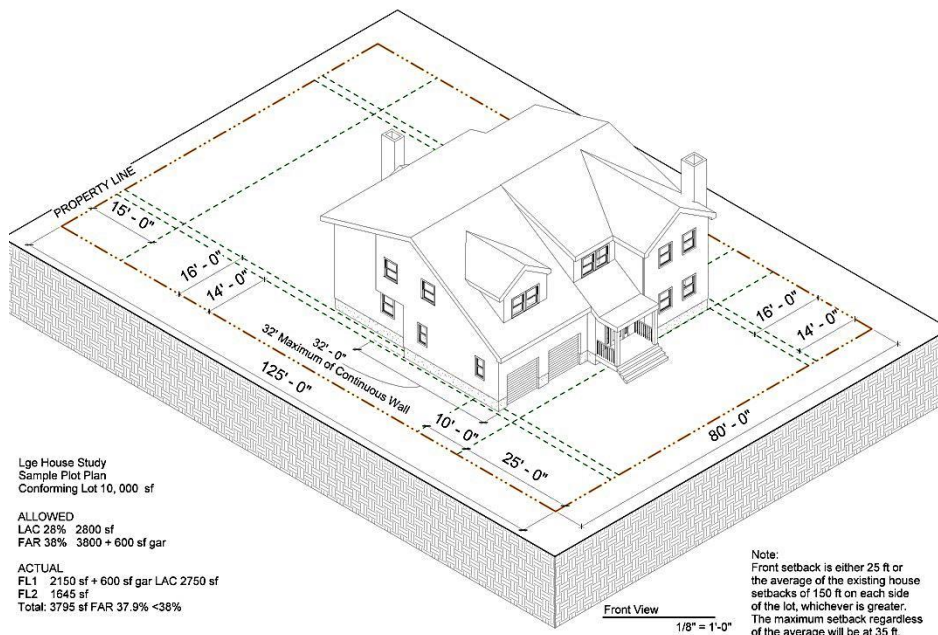 PROPERTY LINE
15' - 0"
16' - 0"
14' - 0"
32' - 0"
32' Maximum of Continuous Wall
125' - 0"
10' - 0"
25' - 0"
16' - 0"
14' - 0"
80' - 0"
Lge House Study
Sample Plot Plan
Conforming Lot 10, 000 sf
ALLOWED
LAC 28% 2800 sf
FAR 38% 3800 + 600 sf gar
ACTUAL
FL1 2150 sf + 600 sf gar LAC 2750 sf
FL2 1645 sf
Total: 3795 sf FAR 37.9% <38%
Front View
1/8" = 1'-0"
Note:
Front setback is either 25 ft or
the average of the existing house
setbacks of 150 ft on each side
of the lot, whichever is greater.
The maximum setback regardless
of the average will be at 35 ft.